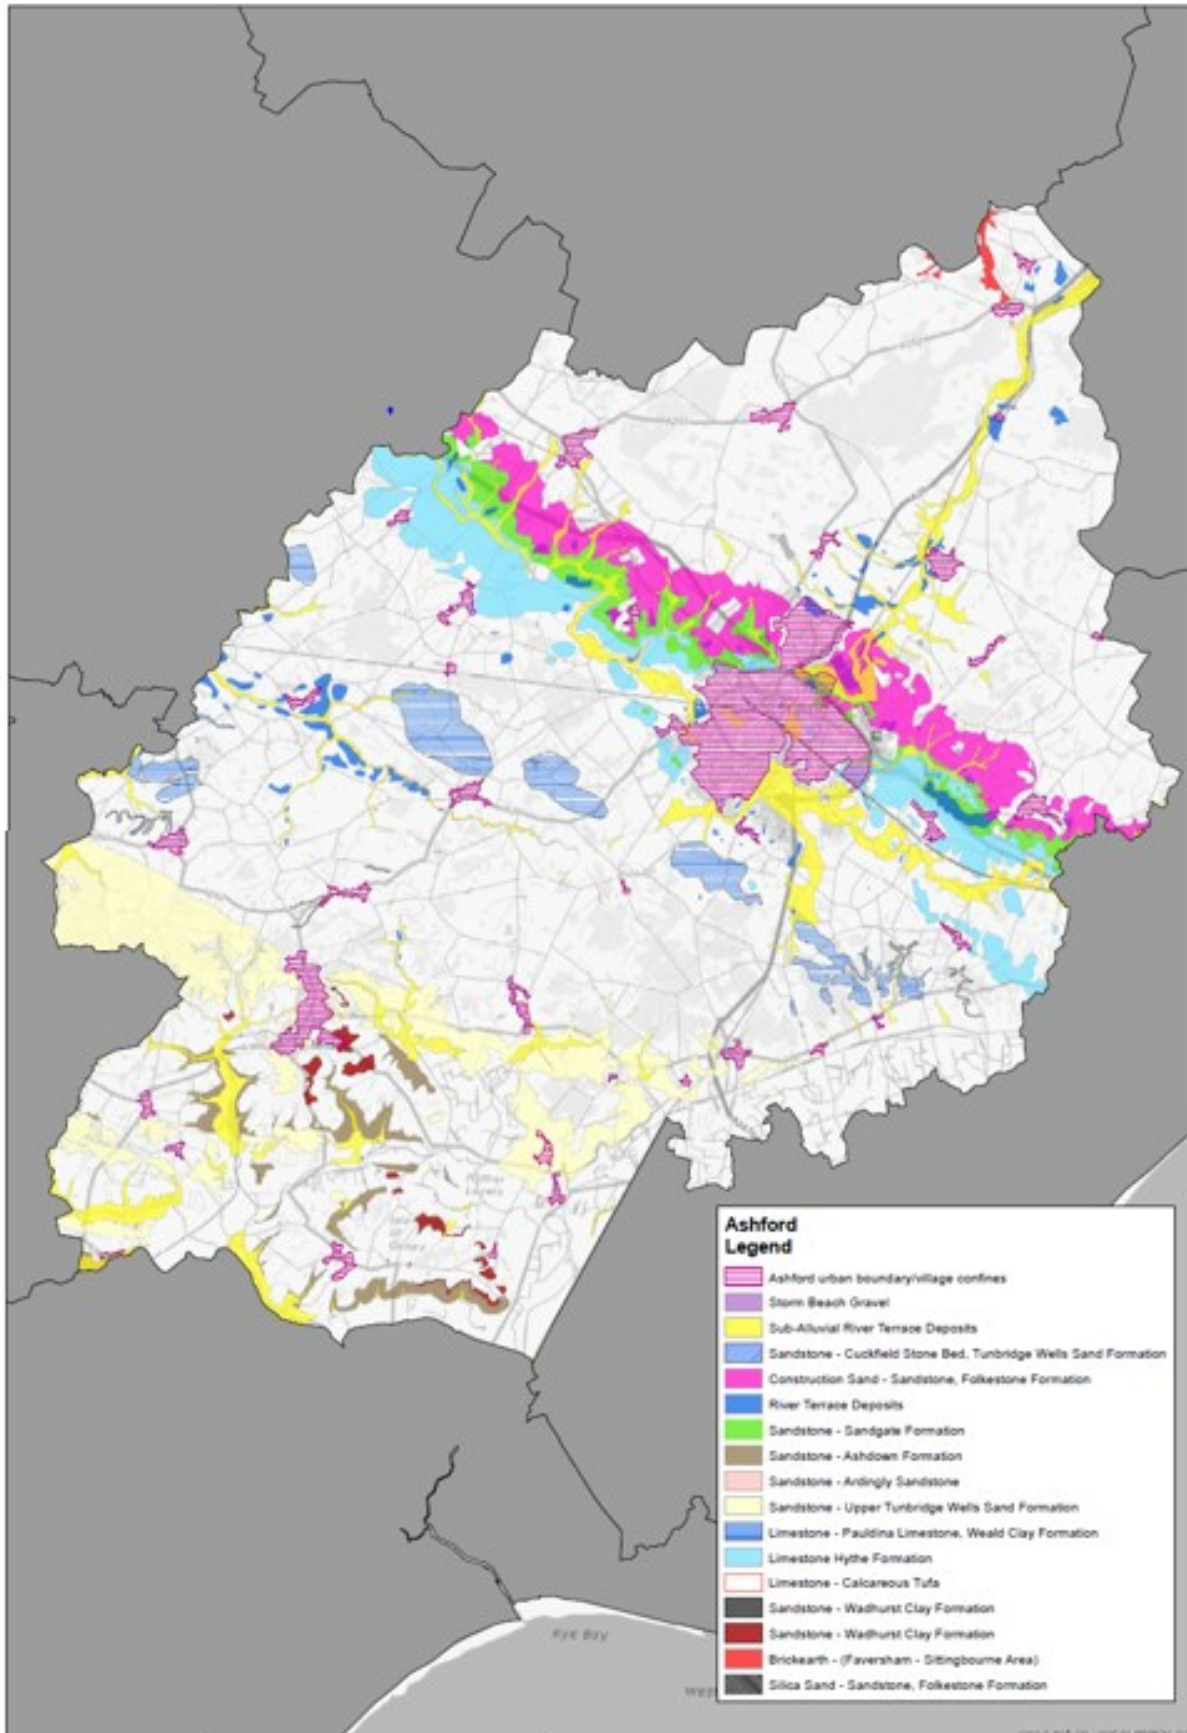 A28
Ashford
Legend
Ashford urban boundary/village confines
Storm Beach Gravel
Sub-Alluvial River Terrace Deposits
Sandstone - Cuckfield Stone Bed, Tunbridge Wells Sand Formation
Construction Sand - Sandstone, Folkestone Formation
River Terrace Deposits
Sandstone - Sandgate Formation
Sandstone - Ashdown Formation
Sandstone - Ardingly Sandstone
Sandstone - Upper Tunbridge Wells Sand Formation
Limestone - Pauldina Limestone, Weald Clay Formation
Limestone Hythe Formation
Limestone - Calcareous Tufa
Sandstone - Wadhurst Clay Formation
Sandstone - Wadhurst Clay Formation
Brickearth - (Faversham - Sittingbourne Area)
Silica Sand - Sandstone, Folkestone Formation
Rye Bay